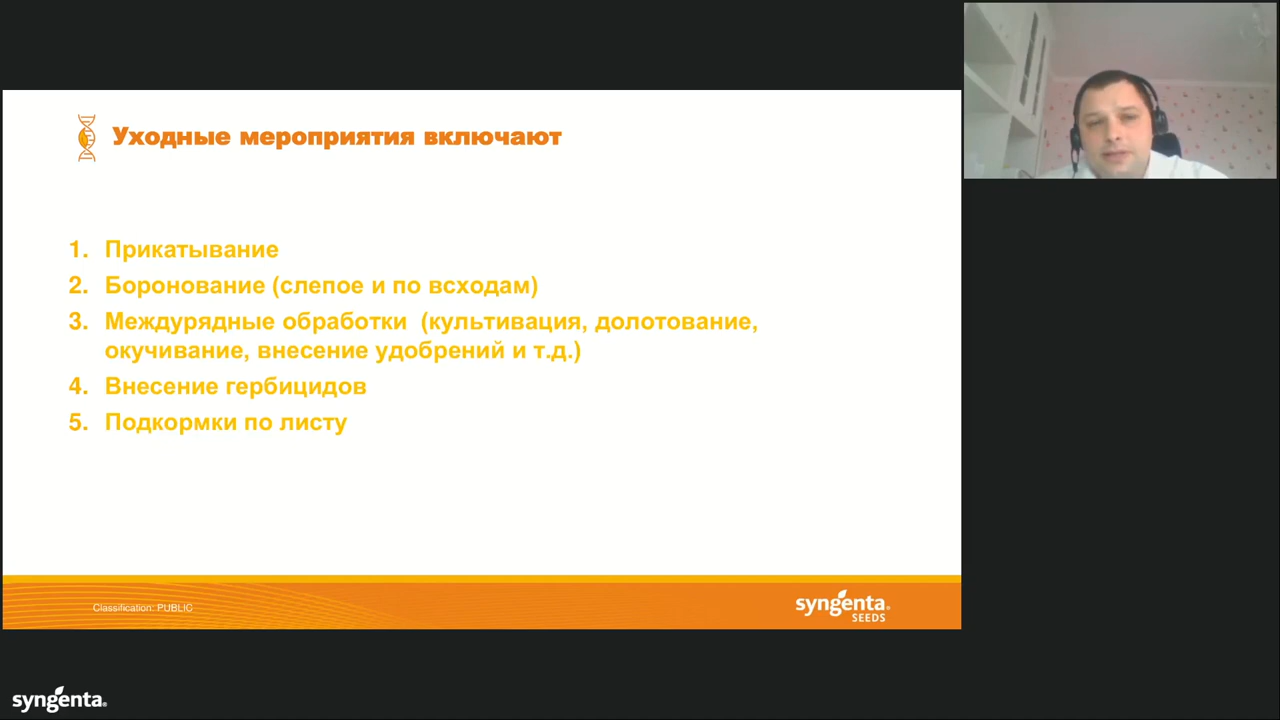 Уходные мероприятия включают
1. Прикатывание
2. Боронование (слепое и по всходам)
3. Междурядные обработки (культивация, долотование,
окучивание, внесение удобрений и т.д.)
4. Внесение гербицидов
5. Подкормки по листу
Classification: PUBLIC
syngenta.
SEEDS
syngenta.